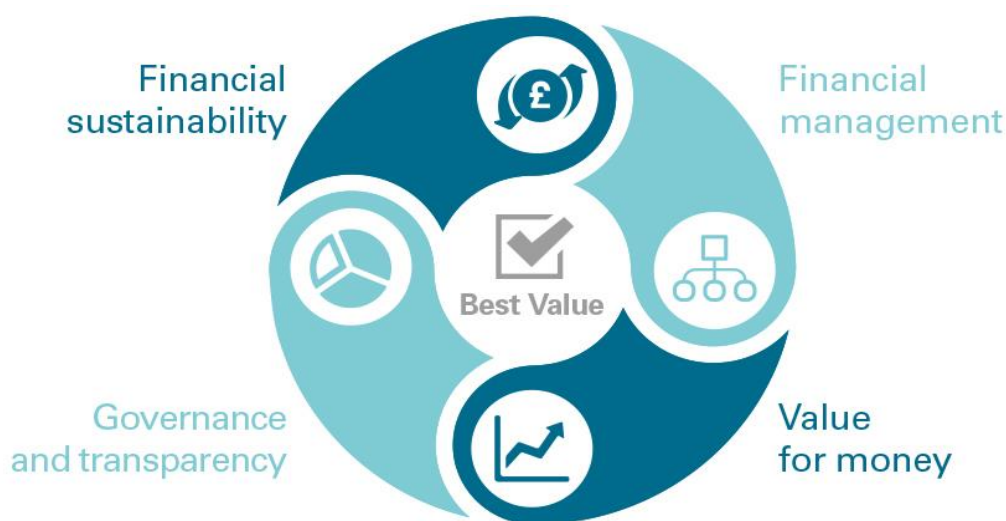 Financial
sustainability
£
Financial
management
Best Value
Governance
and transparency
Value
for money